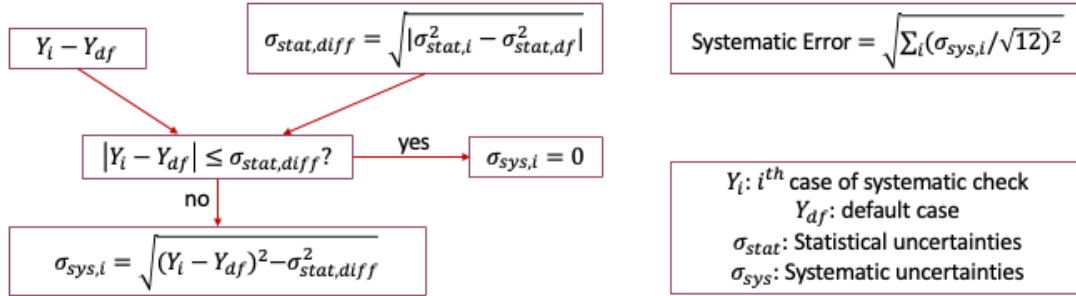 Y_i − Y_df
σ_stat,diff = √|σ²_stat,i − σ²_stat,df|
Systematic Error = √∑_i(σ_sys,i/√12)²
|Y_i − Y_df| ≤ σ_stat,diff?
yes
σ_sys,i = 0
no
σ_sys,i = √(Y_i − Y_df)²−σ²_stat,diff
Y_i: i^th case of systematic check
Y_df: default case
σ_stat: Statistical uncertainties
σ_sys: Systematic uncertainties